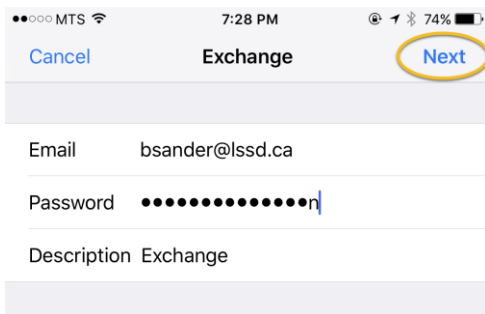 MTS 7:28 PM 74%
Cancel Exchange Next
Email bsander@lssd.ca
Password ●●●●●●●●●●●●●●n
Description Exchange